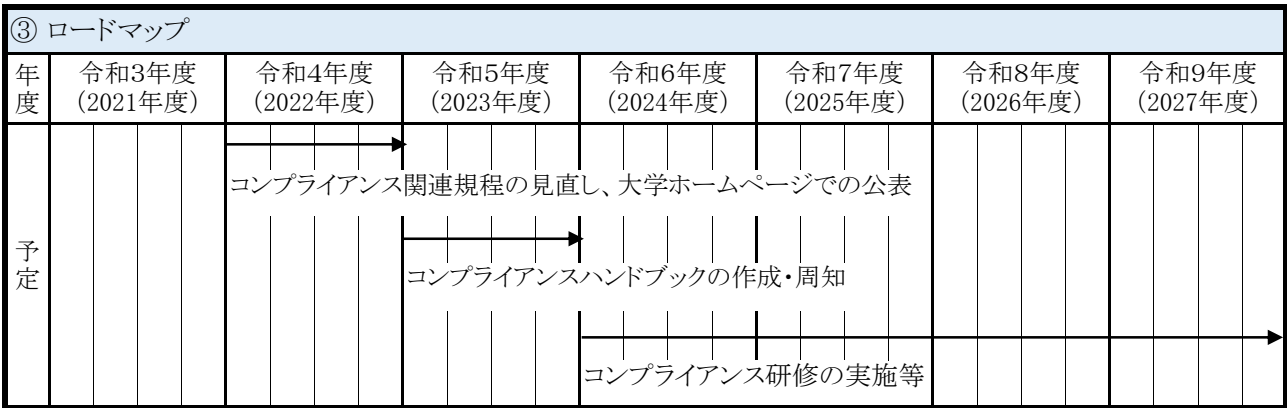 ③ ロードマップ
年度
令和3年度
(2021年度)
令和4年度
(2022年度)
令和5年度
(2023年度)
令和6年度
(2024年度)
令和7年度
(2025年度)
令和8年度
(2026年度)
令和9年度
(2027年度)
予定
コンプライアンス関連規程の見直し、大学ホームページでの公表
コンプライアンスハンドブックの作成・周知
コンプライアンス研修の実施等